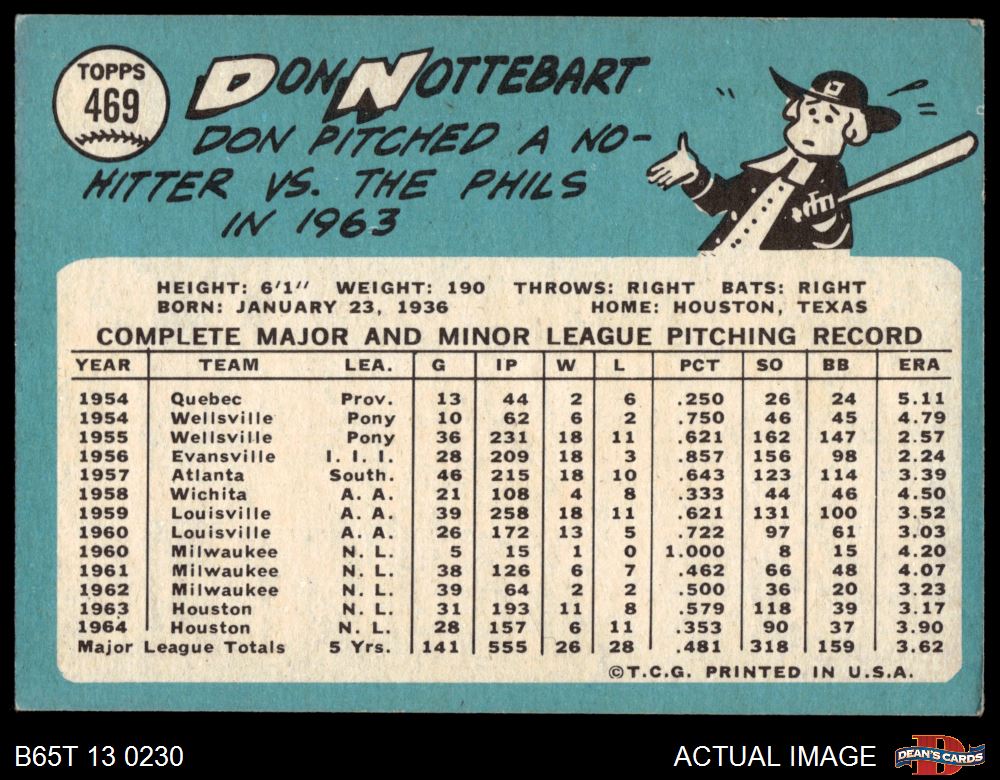 TOPPS
469
DON NOTTEBART
DON PITCHED A NO-
HITTER VS. THE PHILS
IN 1963
HEIGHT: 6'1" WEIGHT: 190 THROWS: RIGHT BATS: RIGHT
BORN: JANUARY 23, 1936 HOME: HOUSTON, TEXAS
COMPLETE MAJOR AND MINOR LEAGUE PITCHING RECORD
YEAR TEAM LEA. G IP W L PCT SO BB ERA
1954 Quebec Prov. 13 44 2 6 .250 26 24 5.11
1954 Wellsville Pony 10 62 6 2 .750 46 45 4.79
1955 Wellsville Pony 36 231 18 11 .621 162 147 2.57
1956 Evansville I. I. I. 28 209 18 3 .857 156 98 2.24
1957 Atlanta South. 46 215 18 10 .643 123 114 3.39
1958 Wichita A. A. 21 108 4 8 .333 44 46 4.50
1959 Louisville A. A. 39 258 18 11 .621 131 100 3.52
1960 Louisville A. A. 26 172 13 5 .722 97 61 3.03
1960 Milwaukee N. L. 5 15 1 0 1.000 8 15 4.20
1961 Milwaukee N. L. 38 126 6 7 .462 66 48 4.07
1962 Milwaukee N. L. 39 64 2 2 .500 36 20 3.23
1963 Houston N. L. 31 193 11 8 .579 118 39 3.17
1964 Houston N. L. 28 157 6 11 .353 90 37 3.90
Major League Totals 5 Yrs. 141 555 26 28 .481 318 159 3.62
©T.C.G. PRINTED IN U.S.A.
B65T 13 0230 ACTUAL IMAGE
DEAN'S CARDS